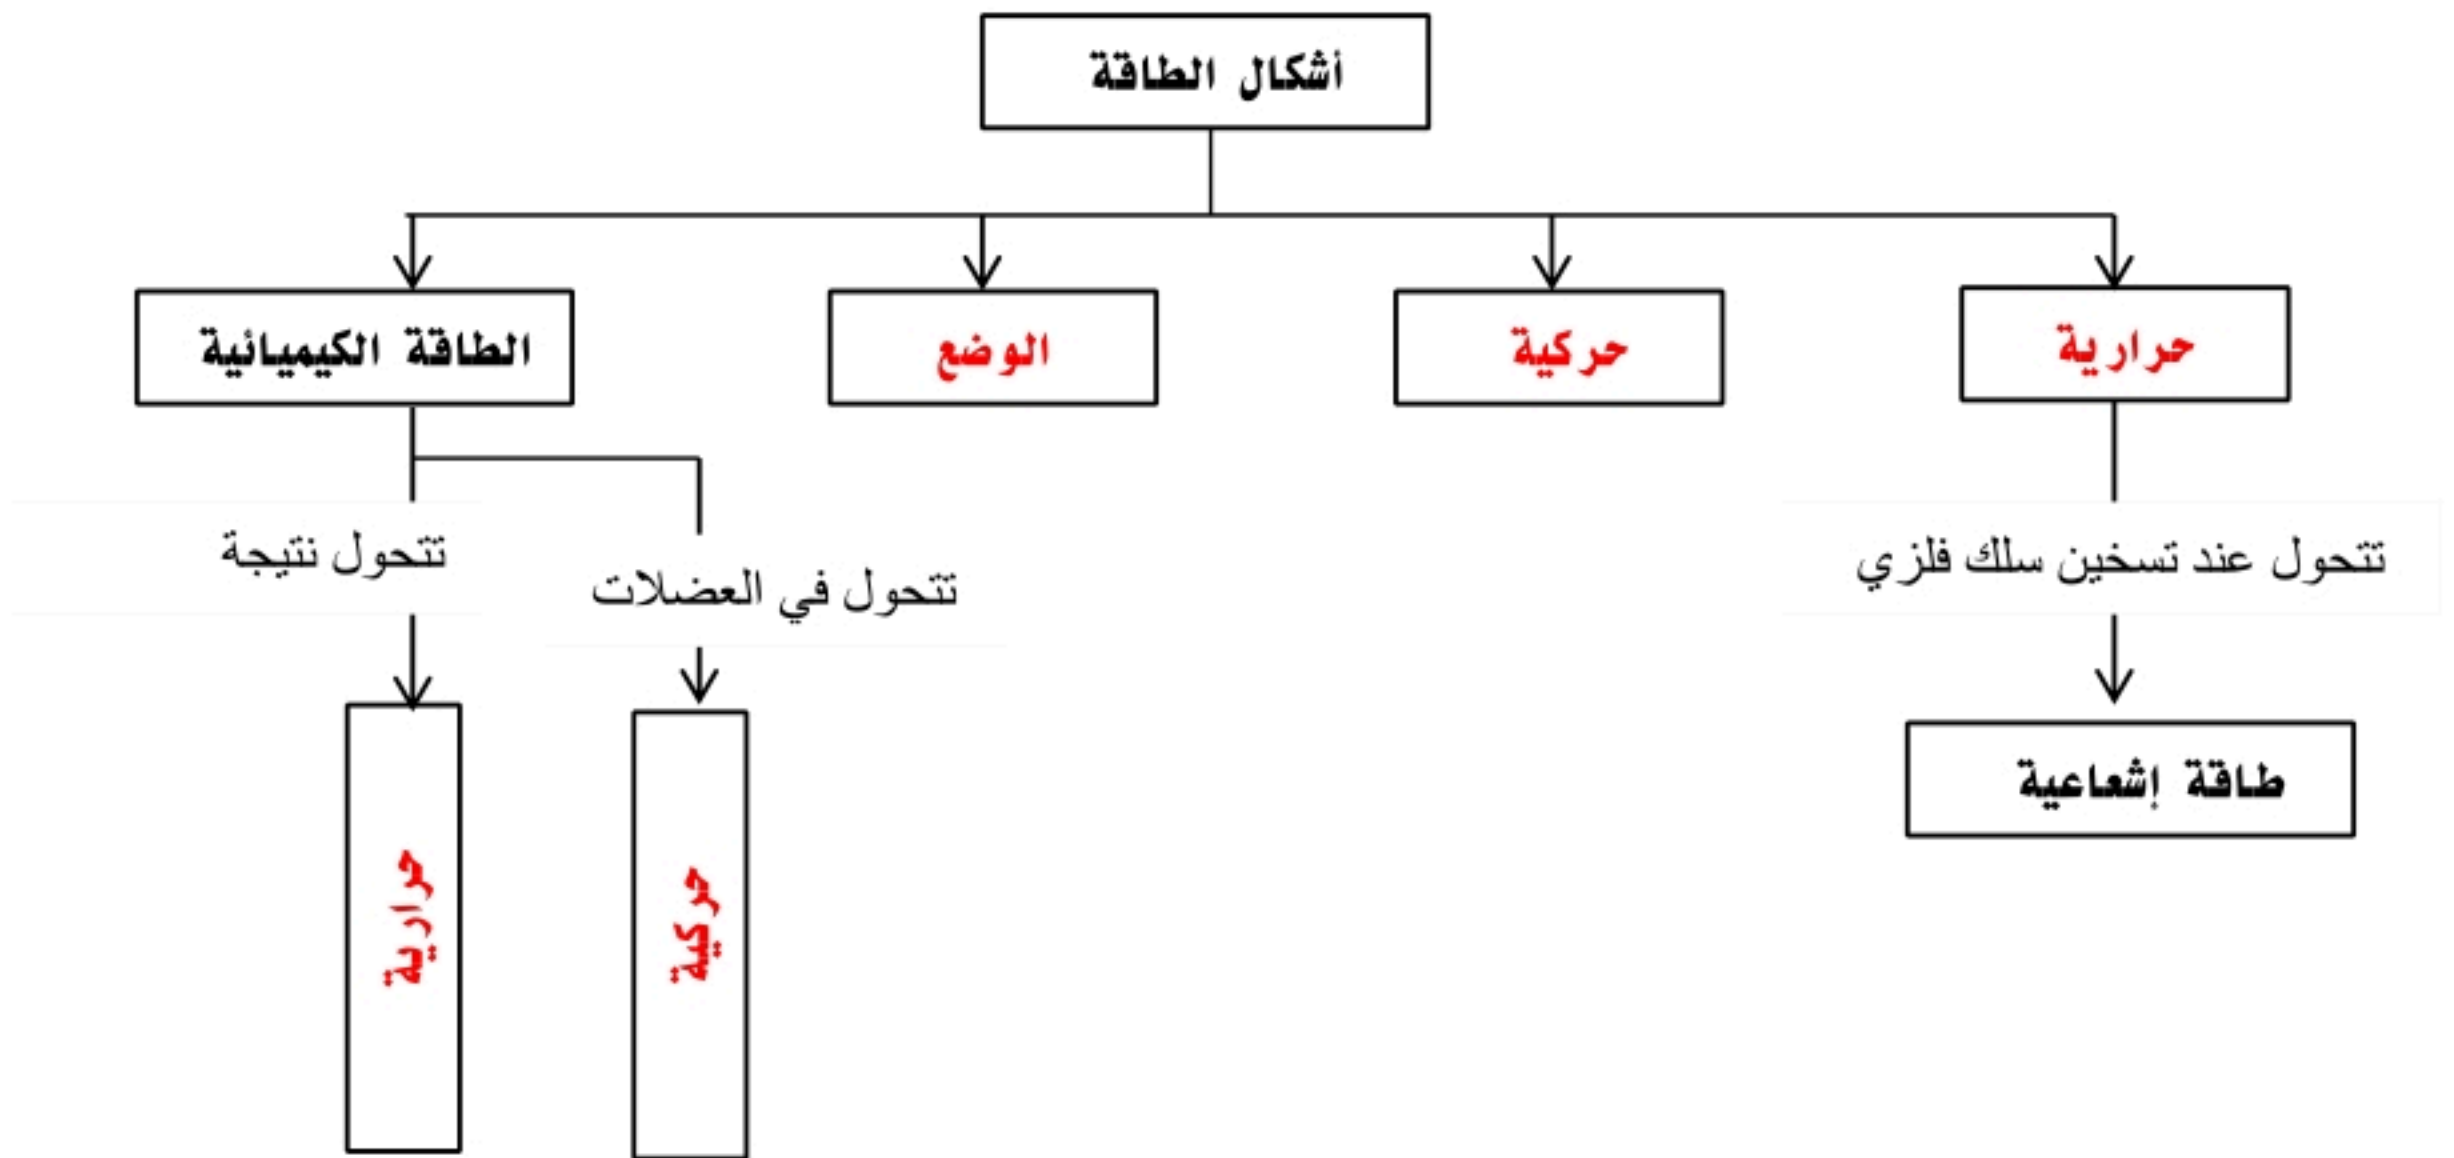 أشكال الطاقة
حرارية
حركية
الوضع
الطاقة الكيميائية
تتحول عند تسخين سلك فلزي
تتحول في العضلات
تتحول نتيجة
طاقة إشعاعية
حركية
حرارية